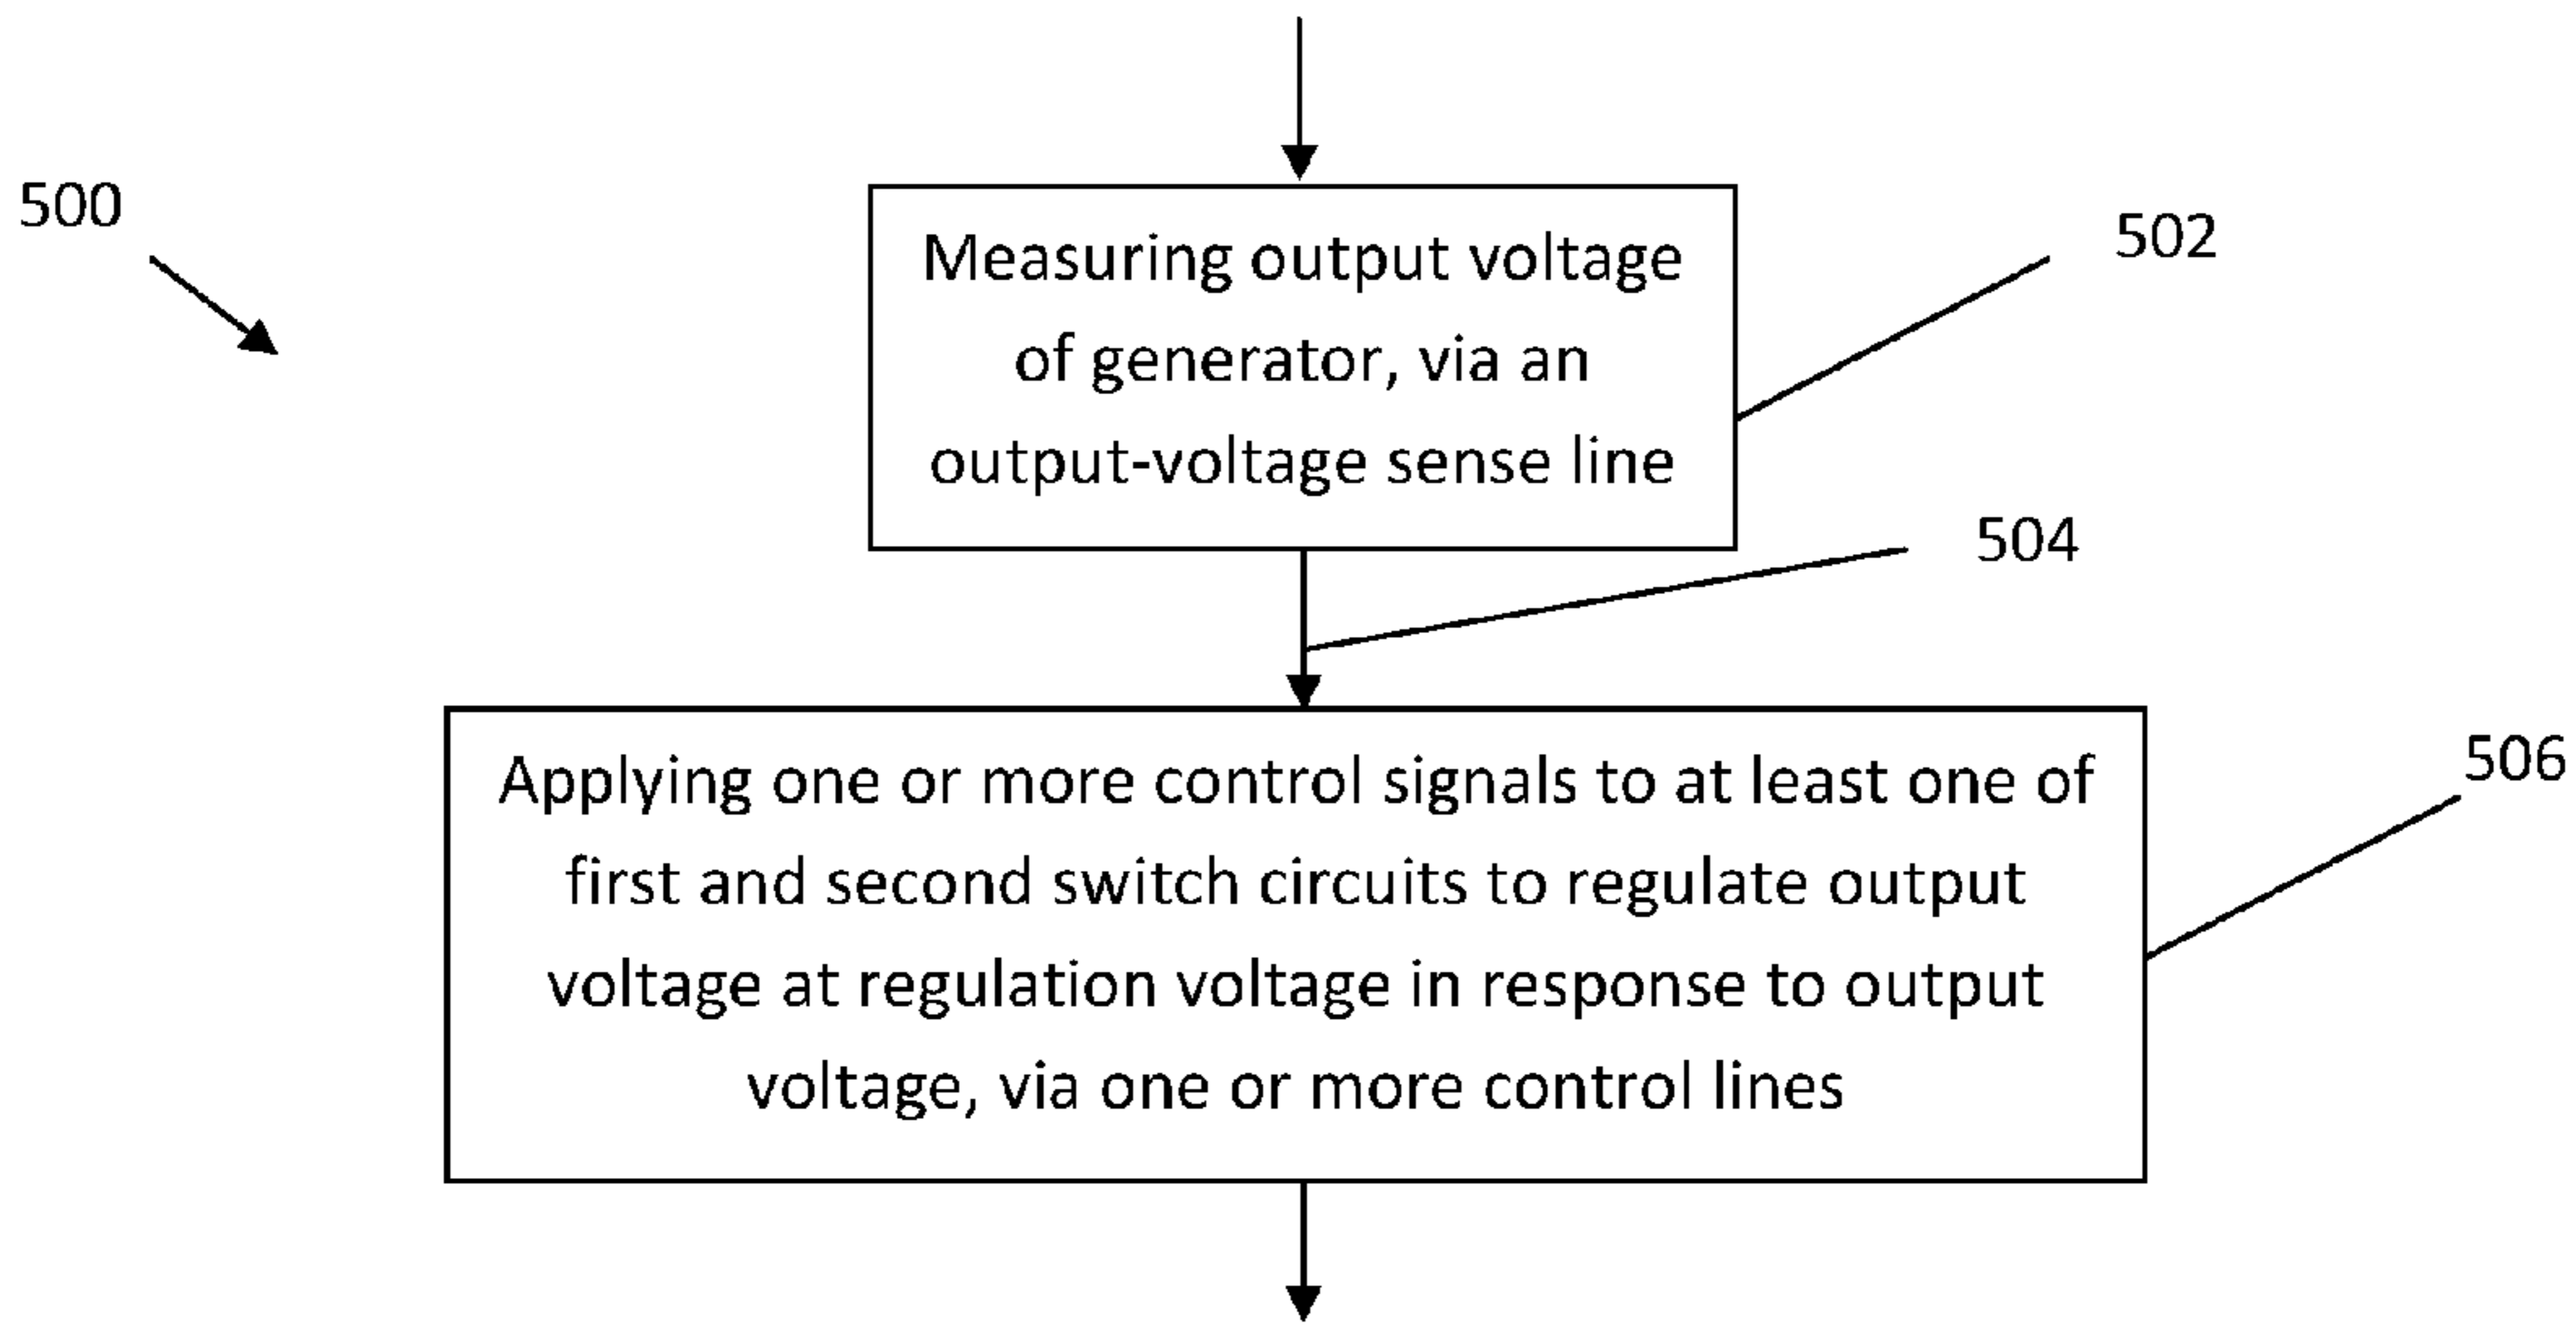 500
502
Measuring output voltage
of generator, via an
output-voltage sense line
504
506
Applying one or more control signals to at least one of
first and second switch circuits to regulate output
voltage at regulation voltage in response to output
voltage, via one or more control lines